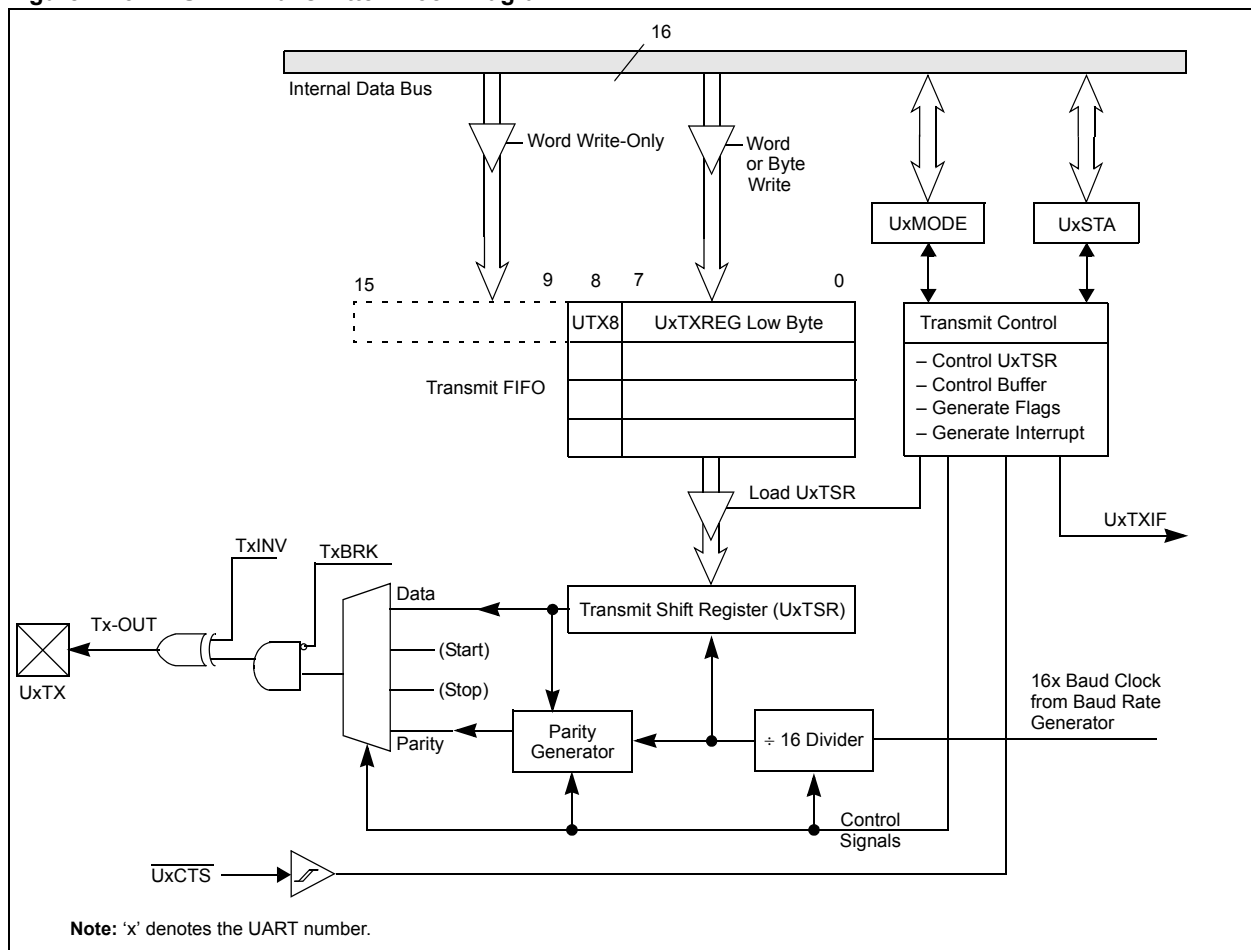 16
Internal Data Bus
Word Write-Only
Word
or Byte
Write
UxMODE
UxSTA
15
9
8
7
0
UTX8
UxTXREG Low Byte
Transmit FIFO
Transmit Control
– Control UxTSR
– Control Buffer
– Generate Flags
– Generate Interrupt
Load UxTSR
UxTXIF
TxINV
TxBRK
Data
Transmit Shift Register (UxTSR)
Tx-OUT
(Start)
(Stop)
UxTX
16x Baud Clock
from Baud Rate
Generator
Parity
Parity
Generator
÷ 16 Divider
Control
Signals
UxCTS
Note: ‘x’ denotes the UART number.